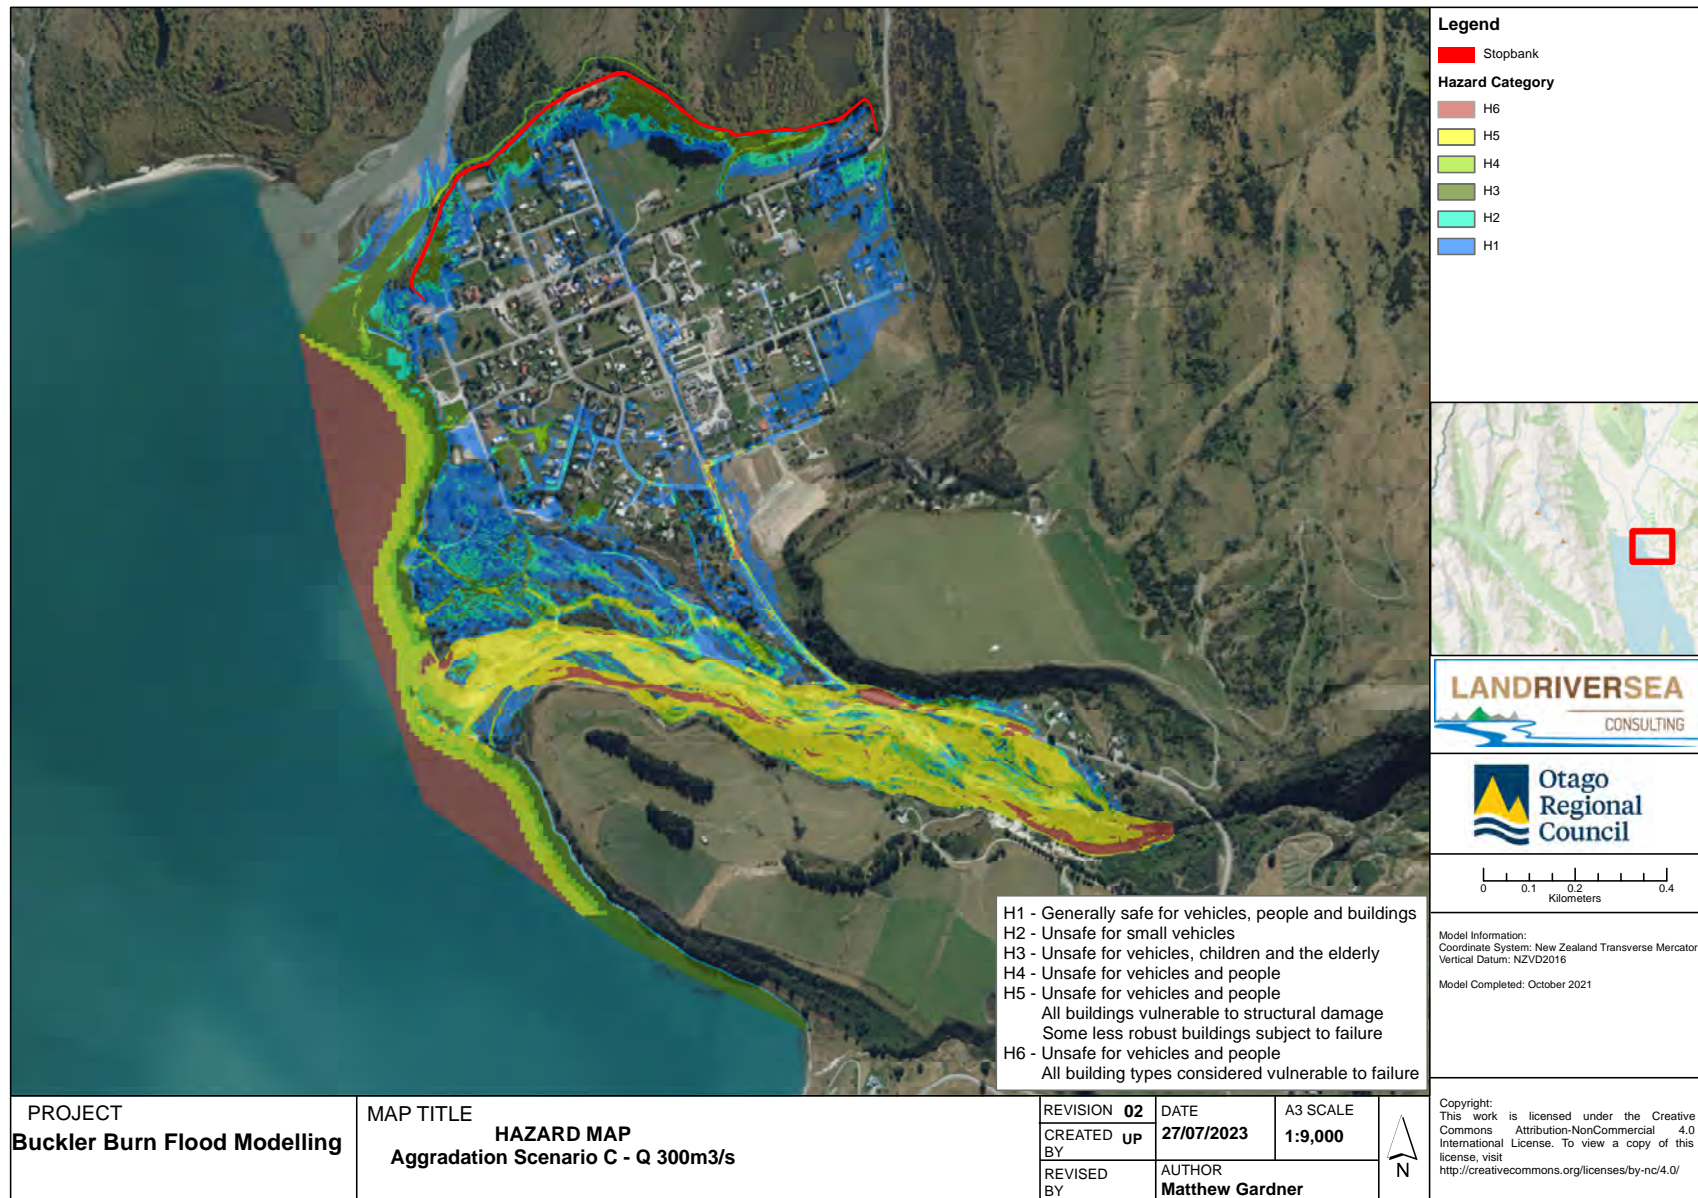 Legend
Stopbank
Hazard Category
H6
H5
H4
H3
H2
H1
LANDRIVERSEA
CONSULTING
Otago
Regional
Council
0 0.1 0.2 0.4
Kilometers
Model Information:
Coordinate System: New Zealand Transverse Mercator
Vertical Datum: NZVD2016
Model Completed: October 2021
H1 - Generally safe for vehicles, people and buildings
H2 - Unsafe for small vehicles
H3 - Unsafe for vehicles, children and the elderly
H4 - Unsafe for vehicles and people
H5 - Unsafe for vehicles and people
All buildings vulnerable to structural damage
Some less robust buildings subject to failure
H6 - Unsafe for vehicles and people
All building types considered vulnerable to failure
PROJECT
Buckler Burn Flood Modelling
MAP TITLE
HAZARD MAP
Aggradation Scenario C - Q 300m3/s
REVISION 02
CREATED BY UP
REVISED BY
DATE
27/07/2023
A3 SCALE
1:9,000
AUTHOR
Matthew Gardner
N
Copyright:
This work is licensed under the Creative
Commons Attribution-NonCommercial 4.0
International License. To view a copy of this
license, visit
http://creativecommons.org/licenses/by-nc/4.0/